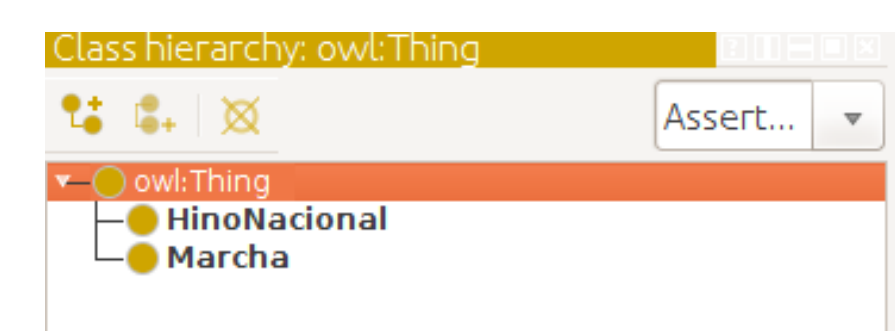 Class hierarchy: owl:Thing
Assert...
owl:Thing
HinoNacional
Marcha